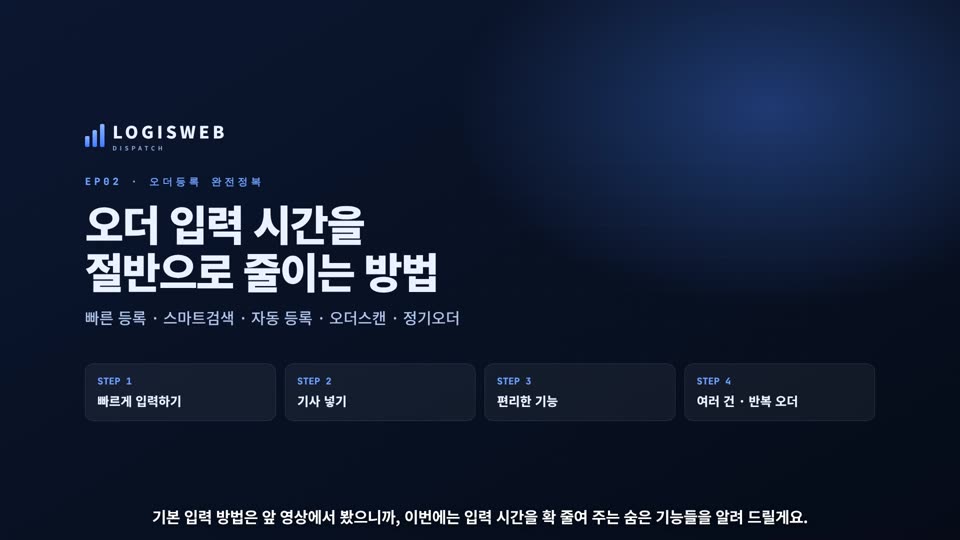 LOGISWEB
DISPATCH
EP02 · 오더등록 완전정복
오더 입력 시간을
절반으로 줄이는 방법
빠른 등록 · 스마트검색 · 자동 등록 · 오더스캔 · 정기오더
STEP 1
빠르게 입력하기
STEP 2
기사 넣기
STEP 3
편리한 기능
STEP 4
여러 건 · 반복 오더
기본 입력 방법은 앞 영상에서 봤으니까, 이번에는 입력 시간을 확 줄여 주는 숨은 기능들을 알려 드릴게요.